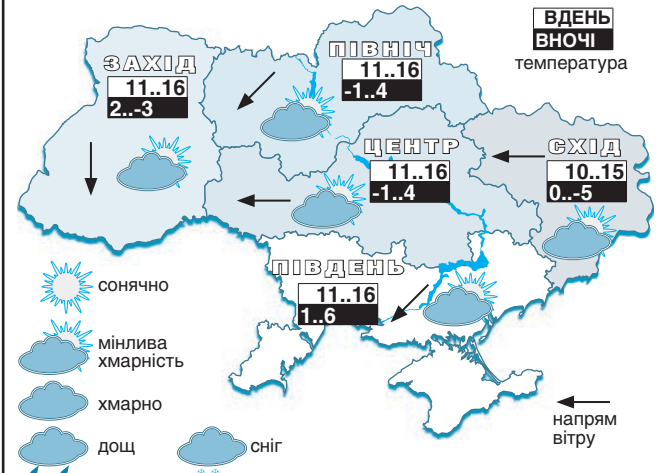 ВДЕНЬ
ВНОЧІ
температура
ЗАХІД
11..16
2..-3
ПІВНІЧ
11..16
-1..4
ЦЕНТР
11..16
-1..4
СХІД
10..15
0..-5
ПІВДЕНЬ
11..16
1..6
сонячно
мінлива
хмарність
хмарно
дощ
сніг
напрям
вітру